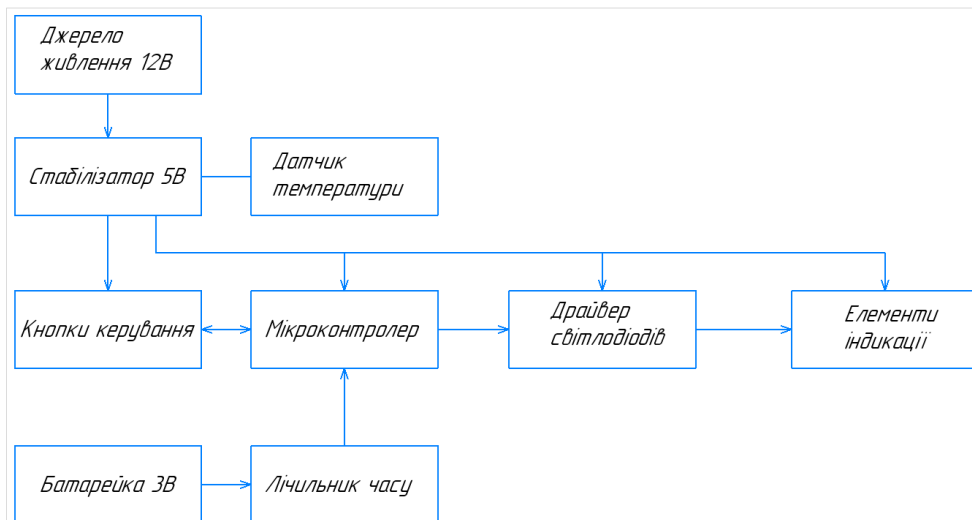 Джерело
живлення 12В
Стабілізатор 5В
Датчик
температури
Кнопки керування
Мікроконтролер
Драйвер
світлодіодів
Елементи
індикації
Батарейка 3В
Лічильник часу